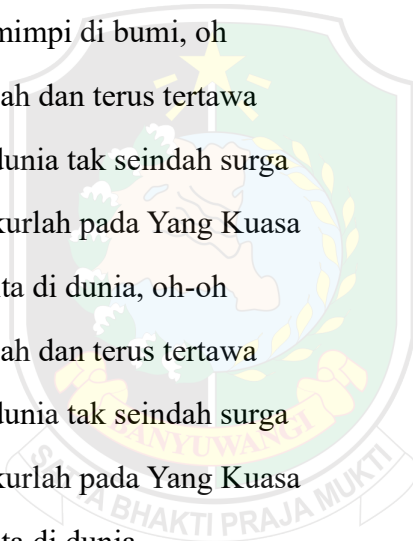 mimpi di bumi, oh
ah dan terus tertawa
dunia tak seindah surga
kurlah pada Yang Kuasa
ta di dunia, oh-oh
ah dan terus tertawa
dunia tak seindah surga
BANYUWANGI
kurlah pada Yang Kuasa
SATYA BHAKTI PRAJA MUKTI
ta di dunia